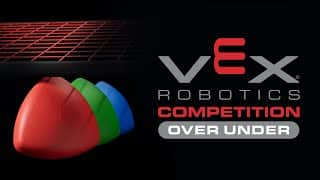 VEX
ROBOTICS
COMPETITION
OVER UNDER